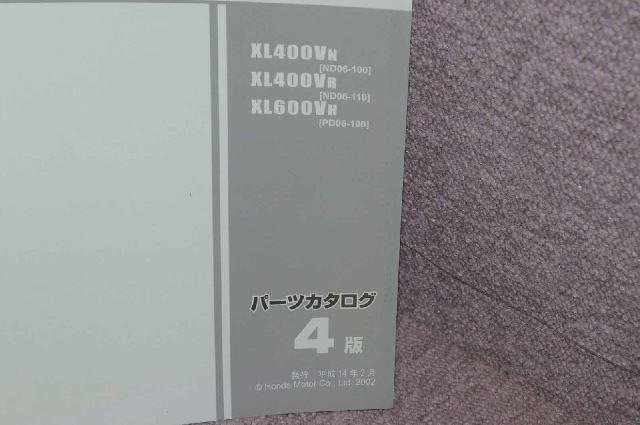 XL400VN
[ND06-100]
XL400VR
[ND06-110]
XL600VH
[PD06-100]
パーツカタログ
4 版
発行 平成14年2月
© Honda Motor Co., Ltd. 2002